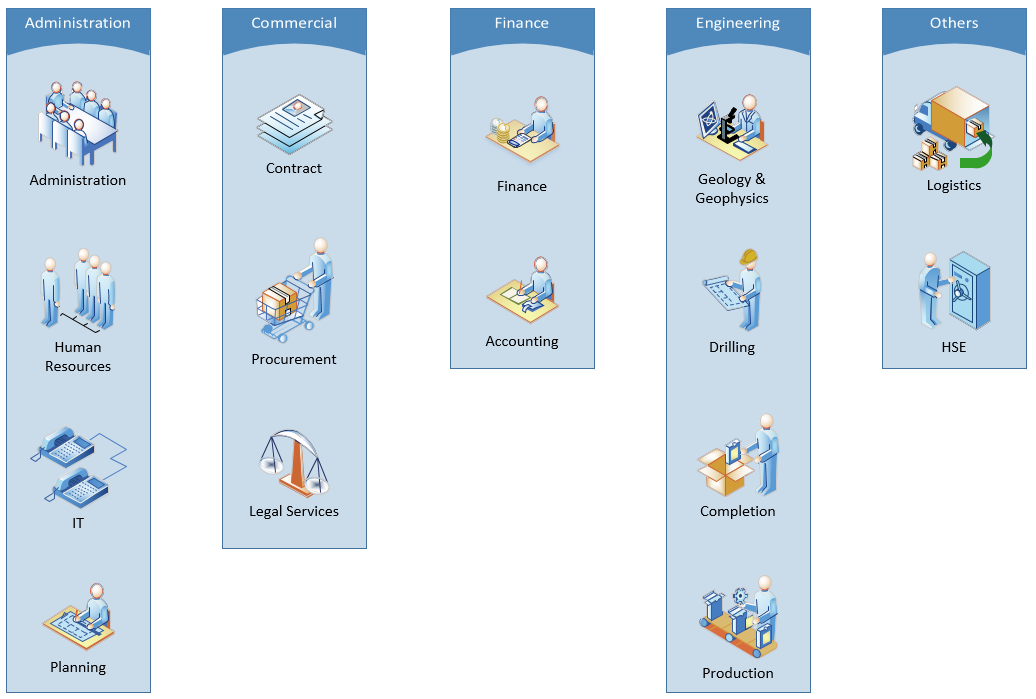 Administration
Administration
Human
Resources
IT
Planning
Commercial
Contract
Procurement
Legal Services
Finance
Finance
Accounting
Engineering
Geology &
Geophysics
Drilling
Completion
Production
Others
Logistics
HSE